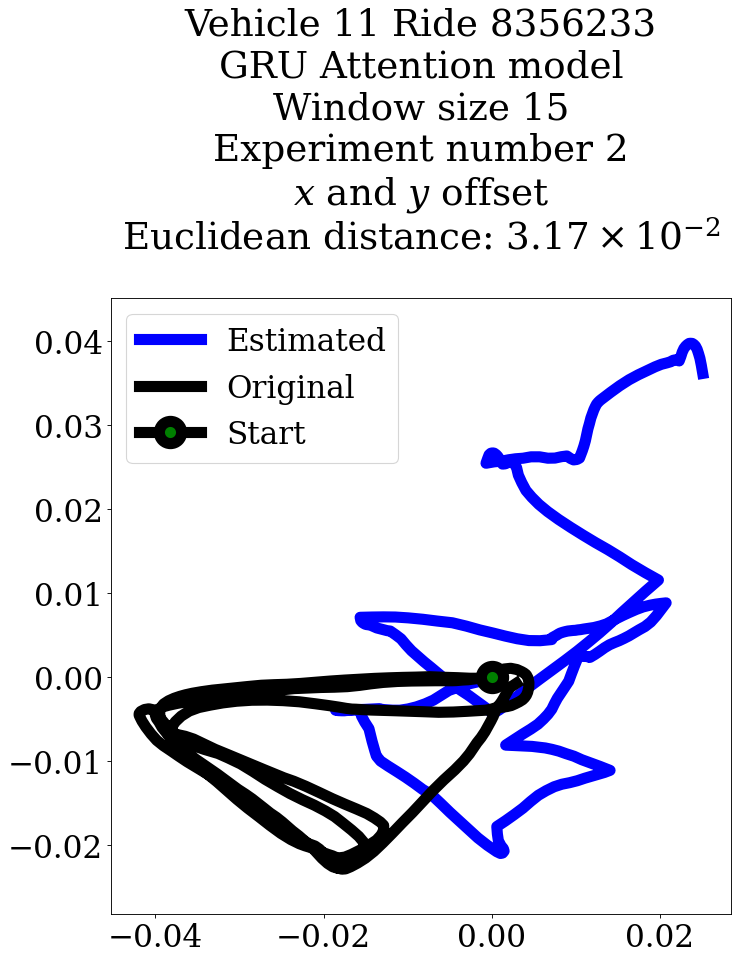 Vehicle 11 Ride 8356233
GRU Attention model
Window size 15
Experiment number 2
x and y offset
Euclidean distance: 3.17 × 10⁻²
Estimated
Original
Start
0.04
0.03
0.02
0.01
0.00
−0.01
−0.02
−0.04 −0.02 0.00 0.02